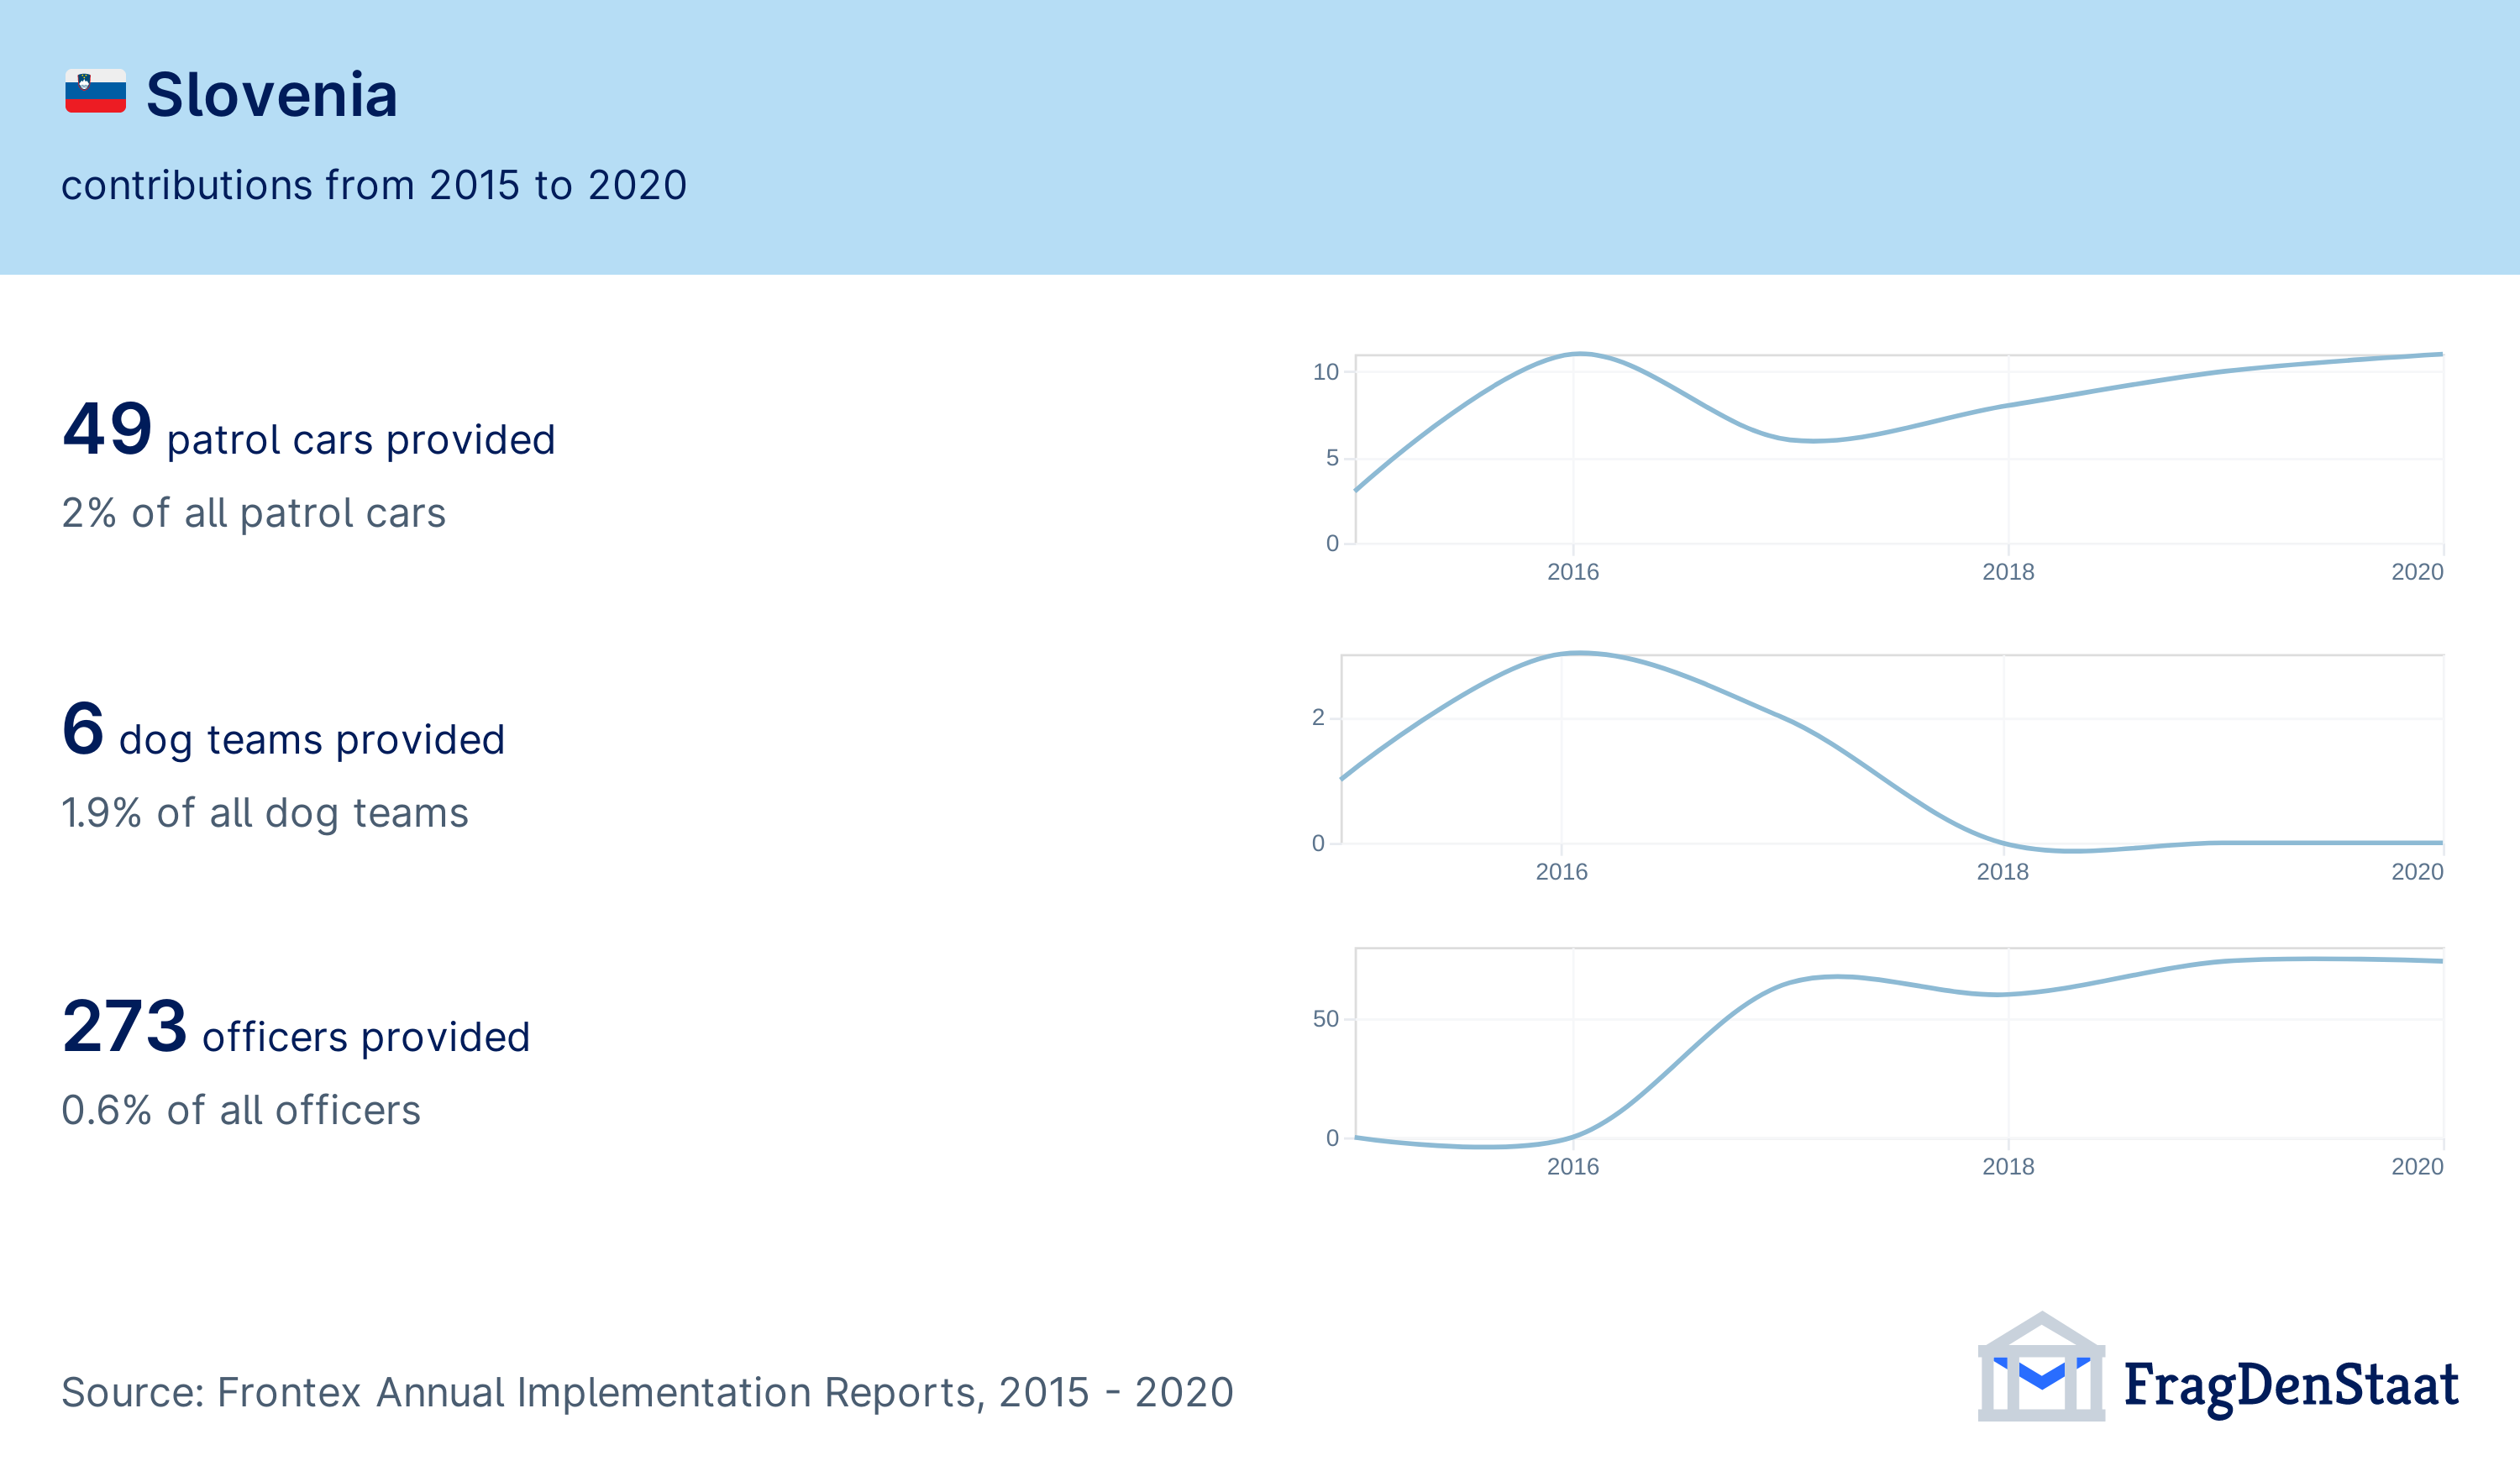 Slovenia
contributions from 2015 to 2020
49 patrol cars provided
2% of all patrol cars
10
5
0
2016 2018 2020
6 dog teams provided
1.9% of all dog teams
2
0
2016 2018 2020
273 officers provided
0.6% of all officers
50
0
2016 2018 2020
Source: Frontex Annual Implementation Reports, 2015 - 2020
FragDenStaat